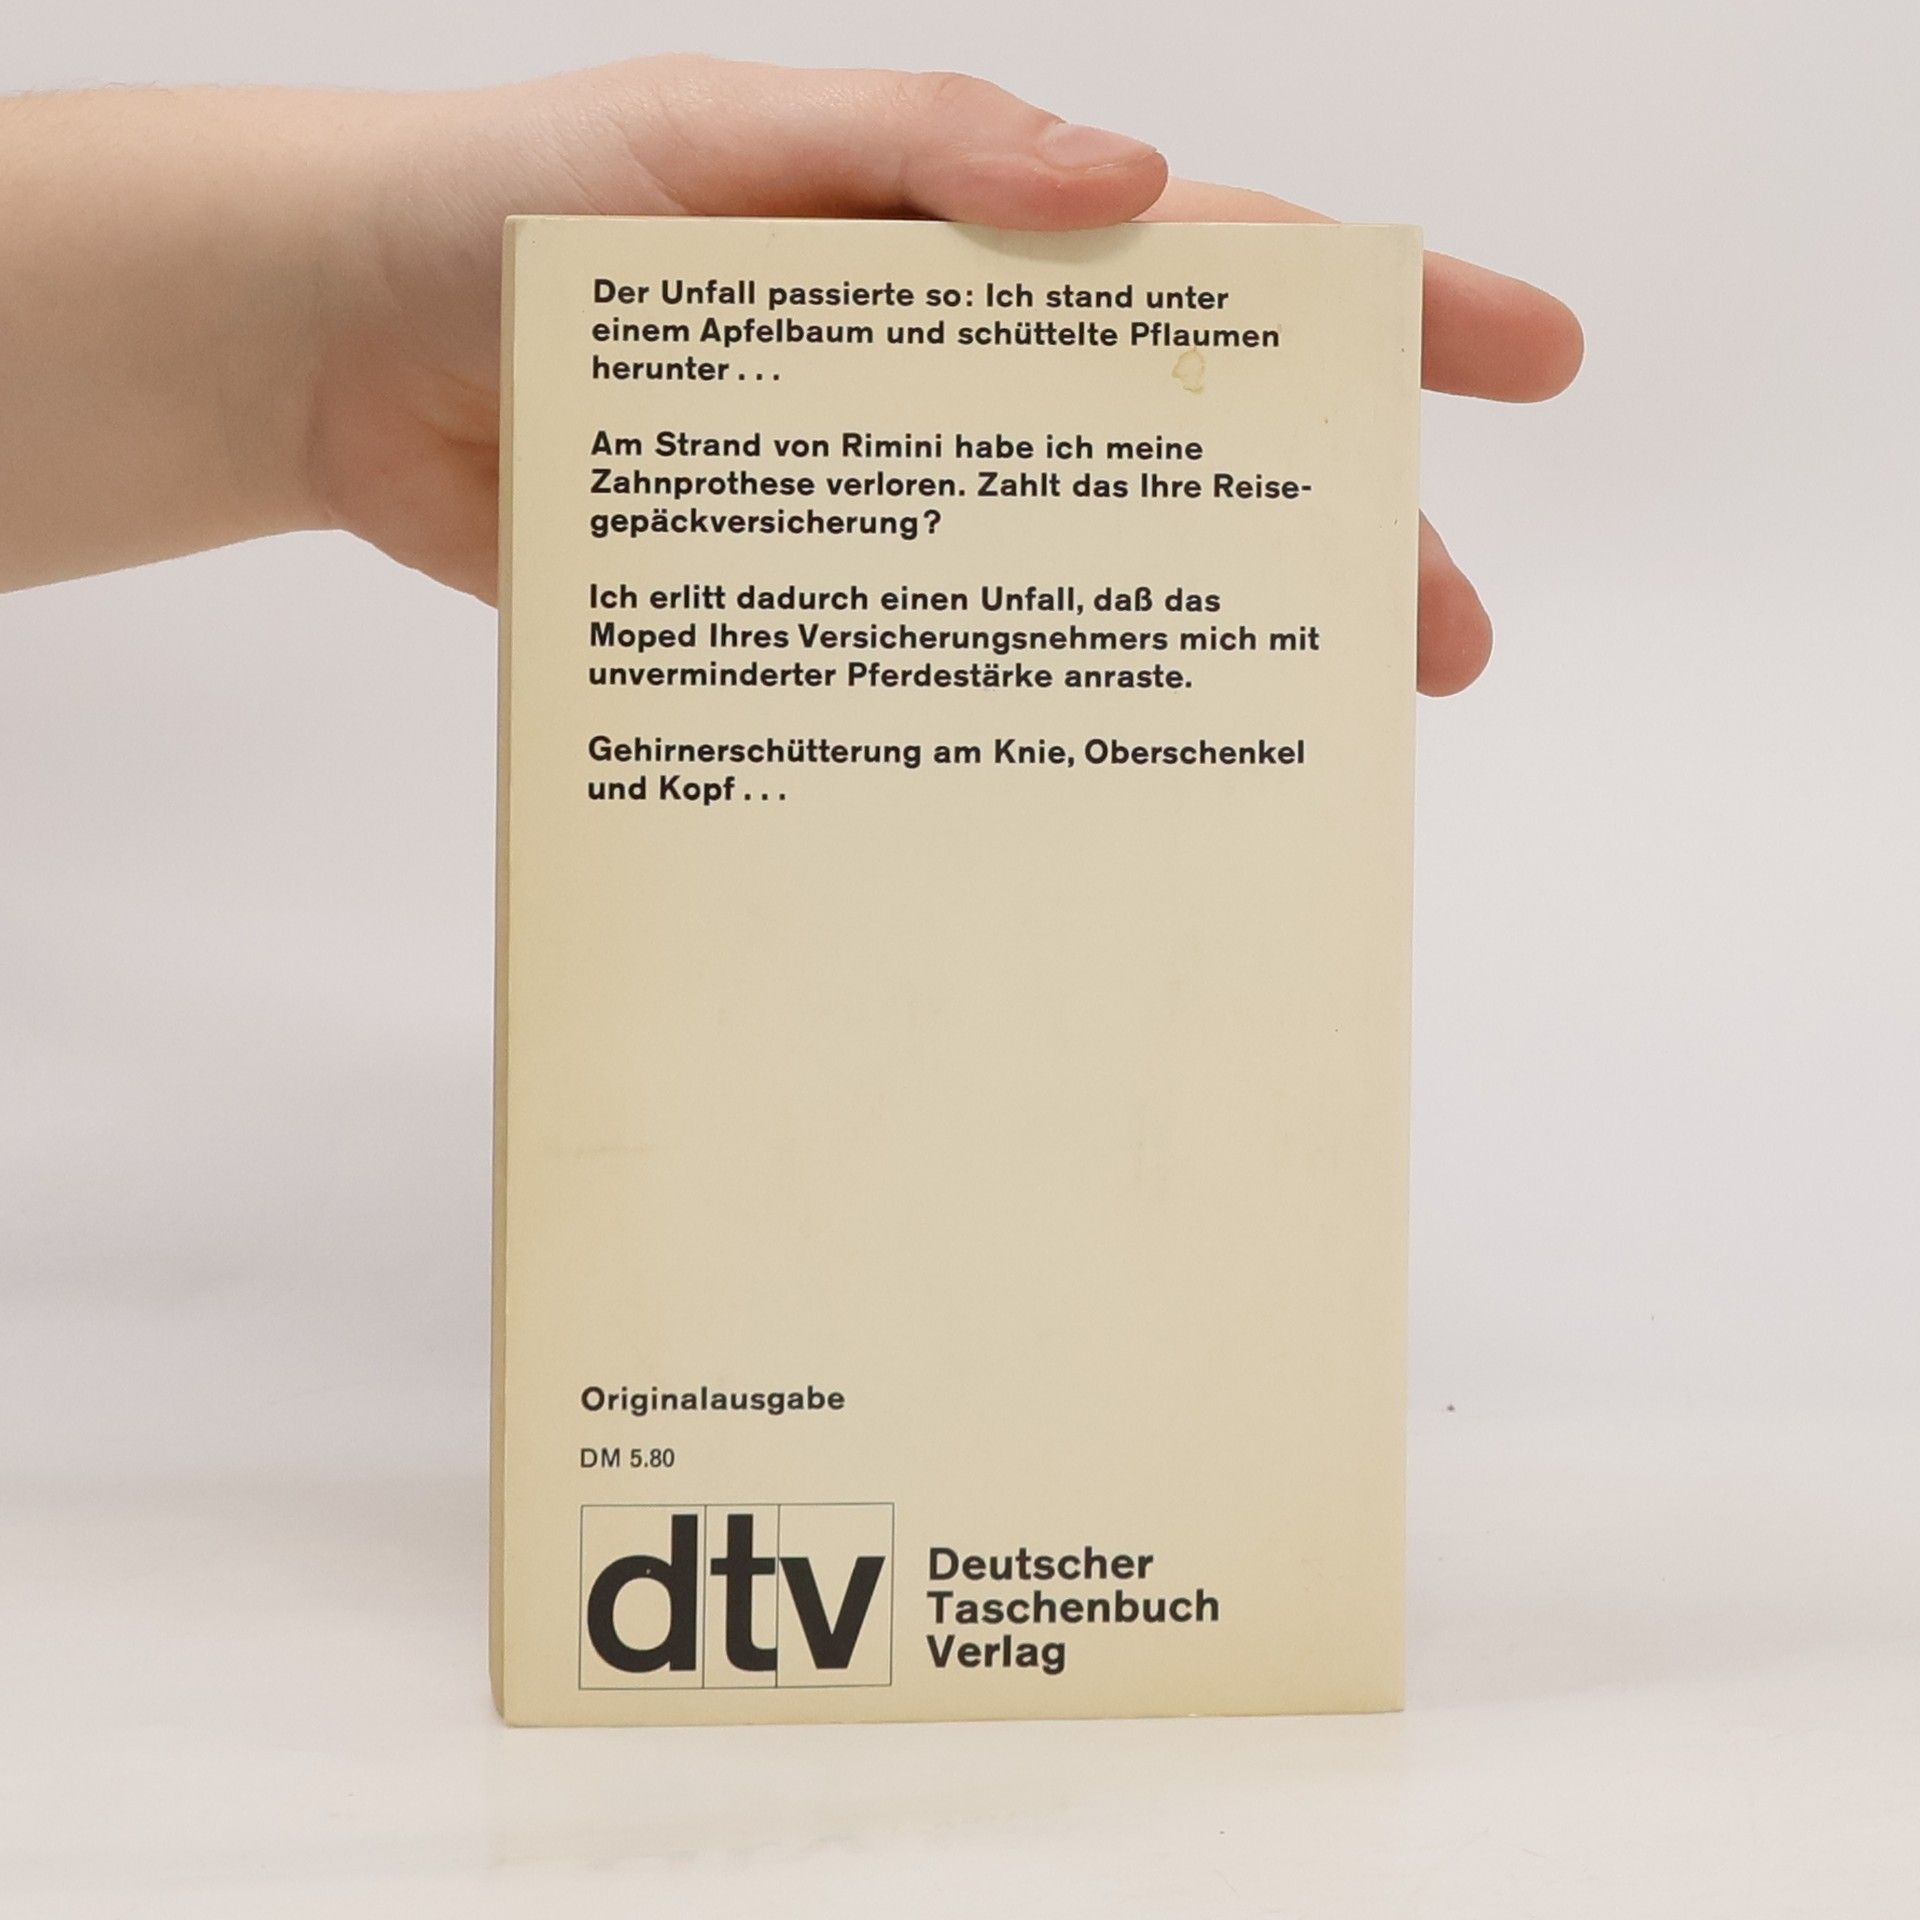 Der Unfall passierte so: Ich stand unter
einem Apfelbaum und schüttelte Pflaumen
herunter...
Am Strand von Rimini habe ich meine
Zahnprothese verloren. Zahlt das Ihre Reise-
gepäckversicherung?
Ich erlitt dadurch einen Unfall, daß das
Moped Ihres Versicherungsnehmers mich mit
unverminderter Pferdestärke anraste.
Gehirnerschütterung am Knie, Oberschenkel
und Kopf...
Originalausgabe
DM 5.80
dtv
Deutscher
Taschenbuch
Verlag